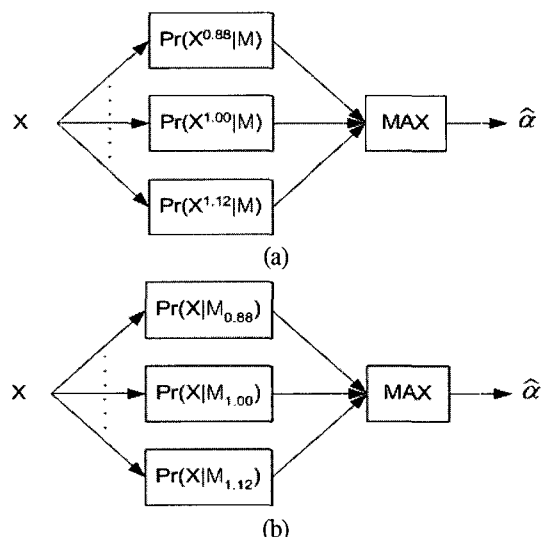 Pr(X^0.88|M)
X Pr(X^1.00|M) MAX α̂
Pr(X^1.12|M)
(a)
Pr(X|M_0.88)
X Pr(X|M_1.00) MAX α̂
Pr(X|M_1.12)
(b)